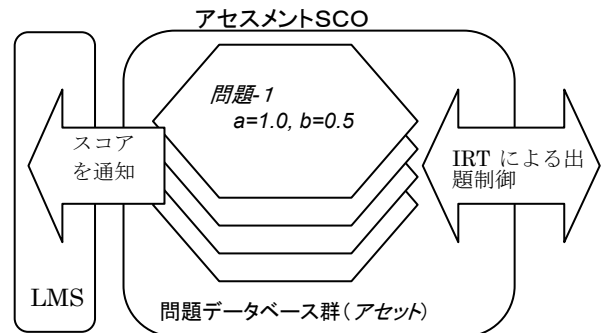 アセスメントSCO
問題-1
a=1.0, b=0.5
スコア
を通知
IRT による出
題制御
LMS
問題データベース群(アセット)